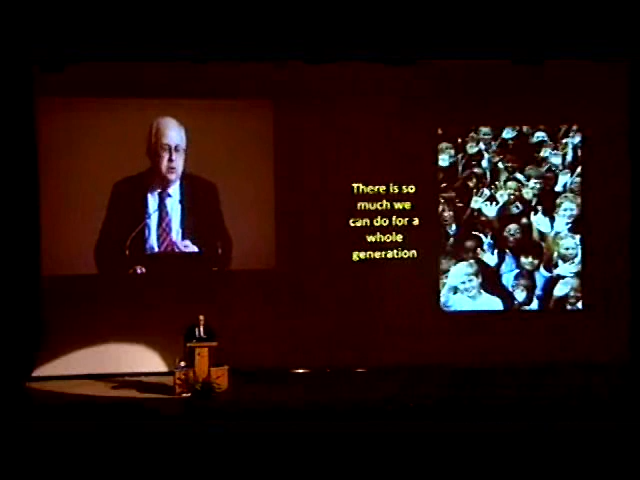 There is so
much we
can do for a
whole
generation